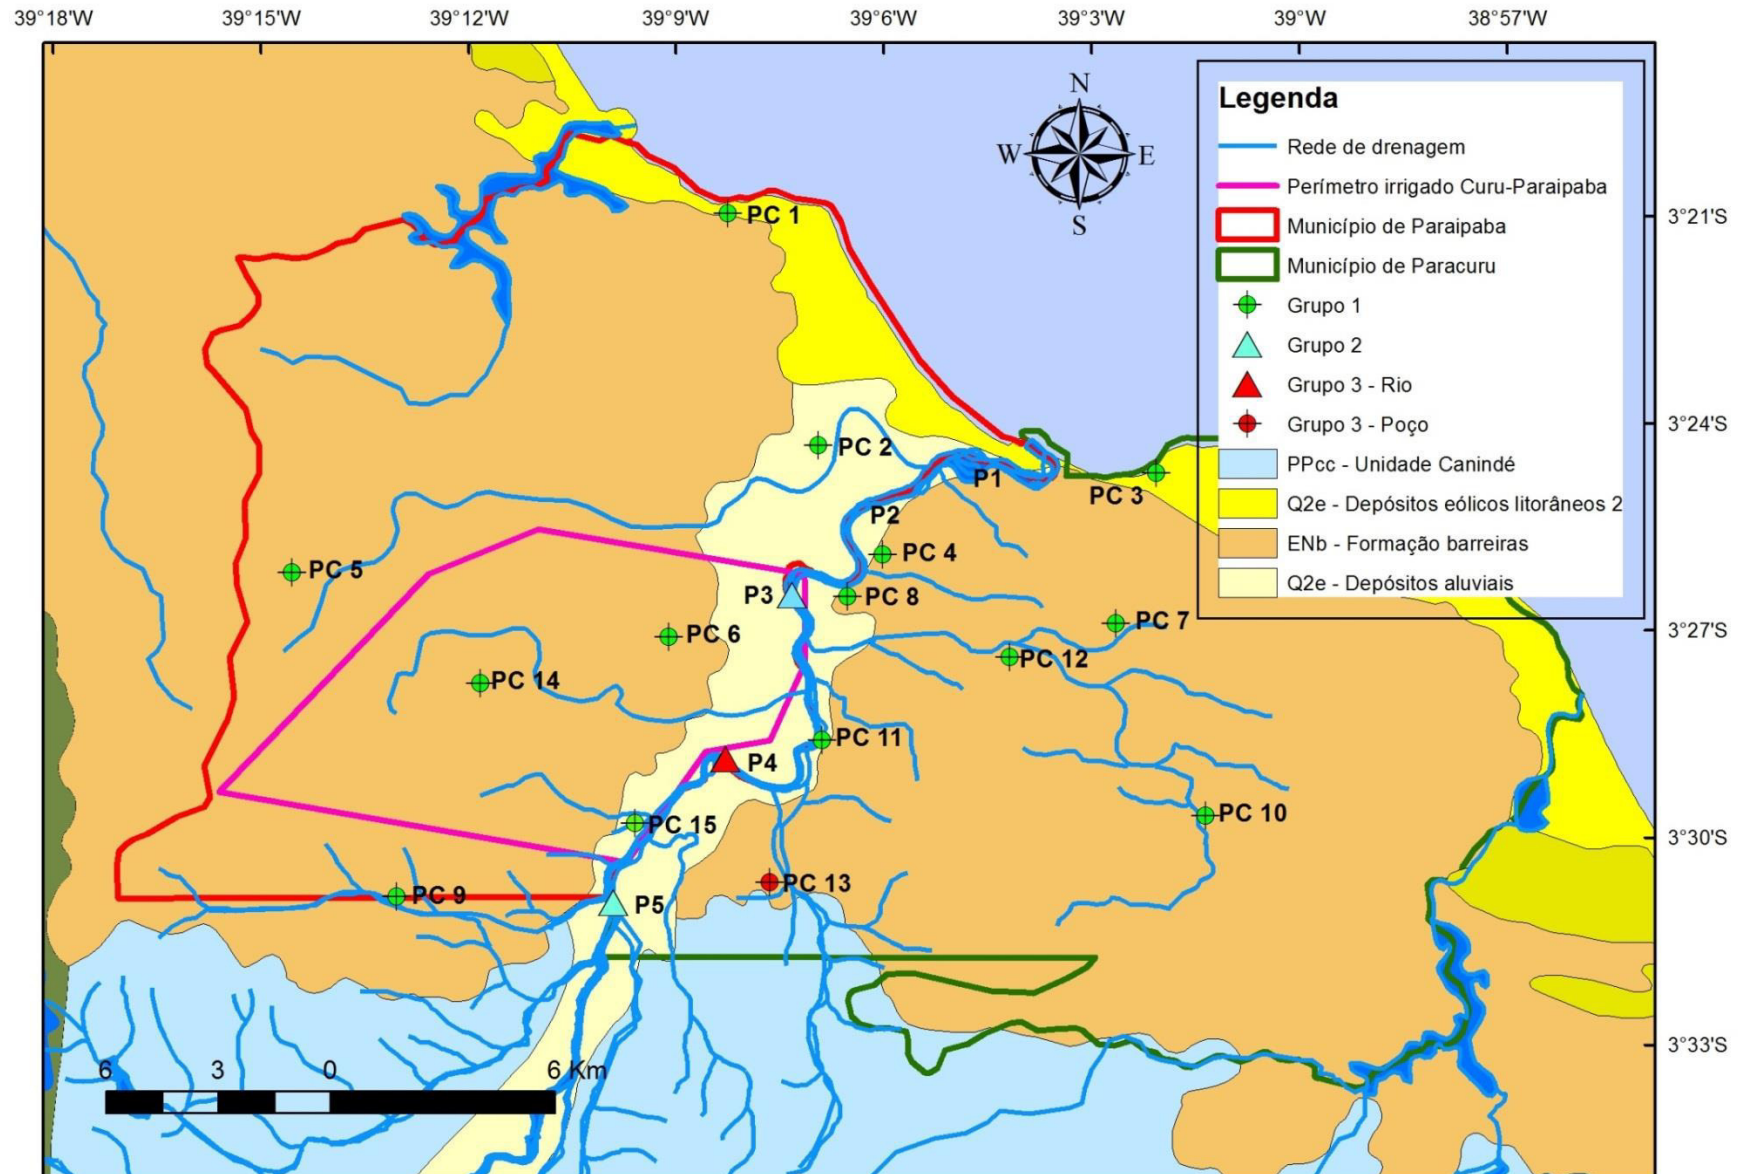 39°18'W 39°15'W 39°12'W 39°9'W 39°6'W 39°3'W 39°0'W 38°57'W
N
W E
S
Legenda
Rede de drenagem
Perímetro irrigado Curu-Paraipaba
Município de Paraipaba
Município de Paracuru
Grupo 1
Grupo 2
Grupo 3 - Rio
Grupo 3 - Poço
PPcc - Unidade Canindé
Q2e - Depósitos eólicos litorâneos 2
ENb - Formação barreiras
Q2e - Depósitos aluviais
3°21'S
3°24'S
3°27'S
3°30'S
3°33'S
PC 1
PC 2
P1
PC 3
P2
PC 4
PC 5
P3
PC 8
PC 6
PC 7
PC 12
PC 14
PC 11
P4
PC 15
PC 10
PC 13
PC 9
P5
6 3 0 6 Km